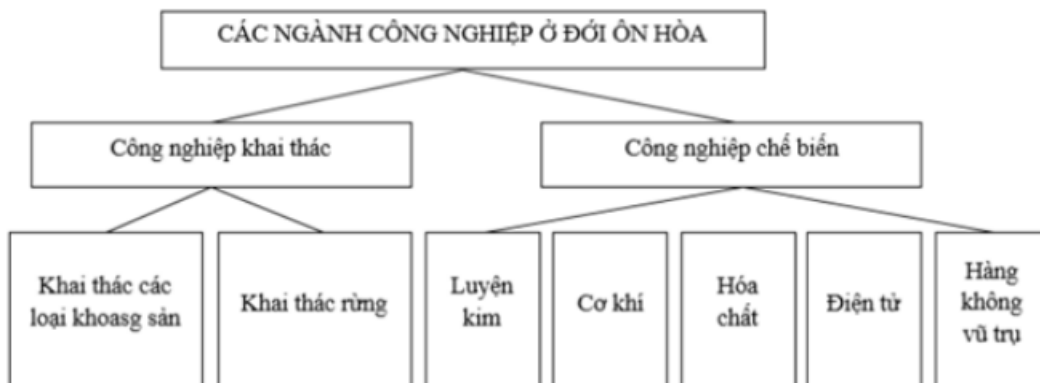 CÁC NGÀNH CÔNG NGHIỆP Ở ĐỚI ÔN HÒA
Công nghiệp khai thác
Công nghiệp chế biến
Khai thác các
loại khoasg sản
Khai thác rừng
Luyện
kim
Cơ khí
Hóa
chất
Điện tử
Hàng
không
vũ trụ